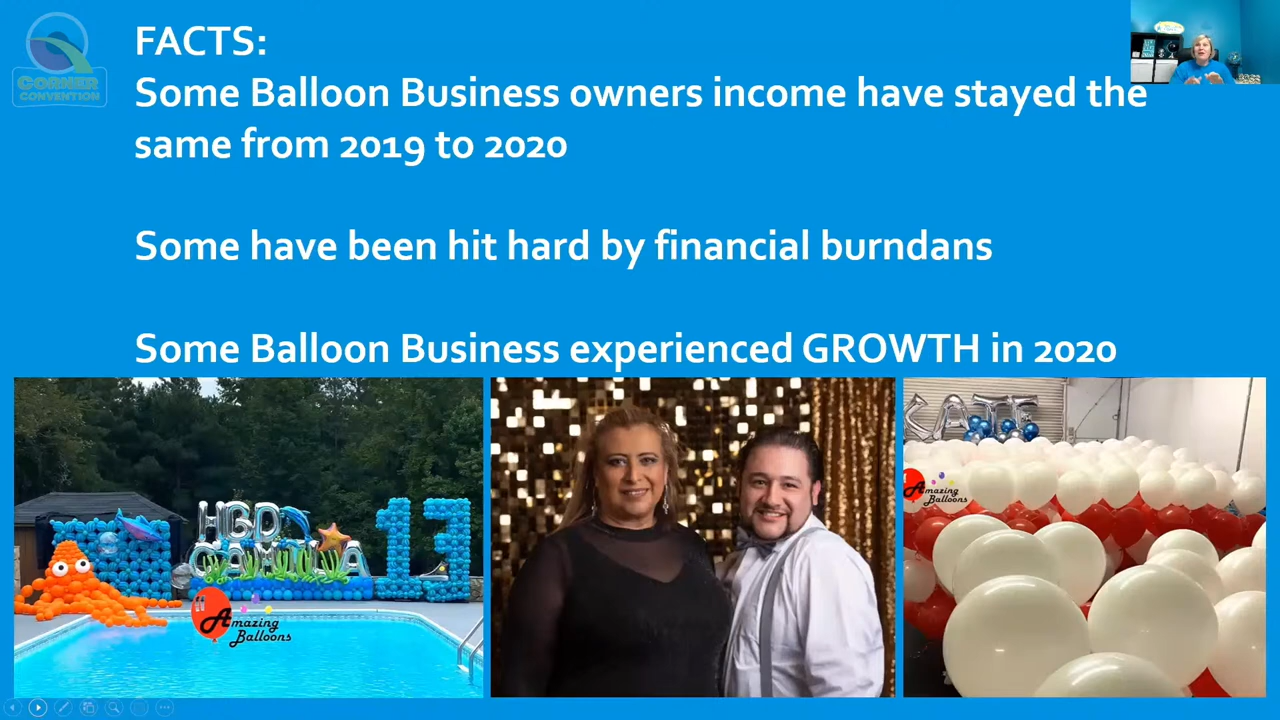 FACTS:
Some Balloon Business owners income have stayed the
same from 2019 to 2020
Some have been hit hard by financial burndans
Some Balloon Business experienced GROWTH in 2020
CORNER
CONVENTION
HBD
CAMILA
13
Amazing
Balloons
KATE
Amazing
Balloons